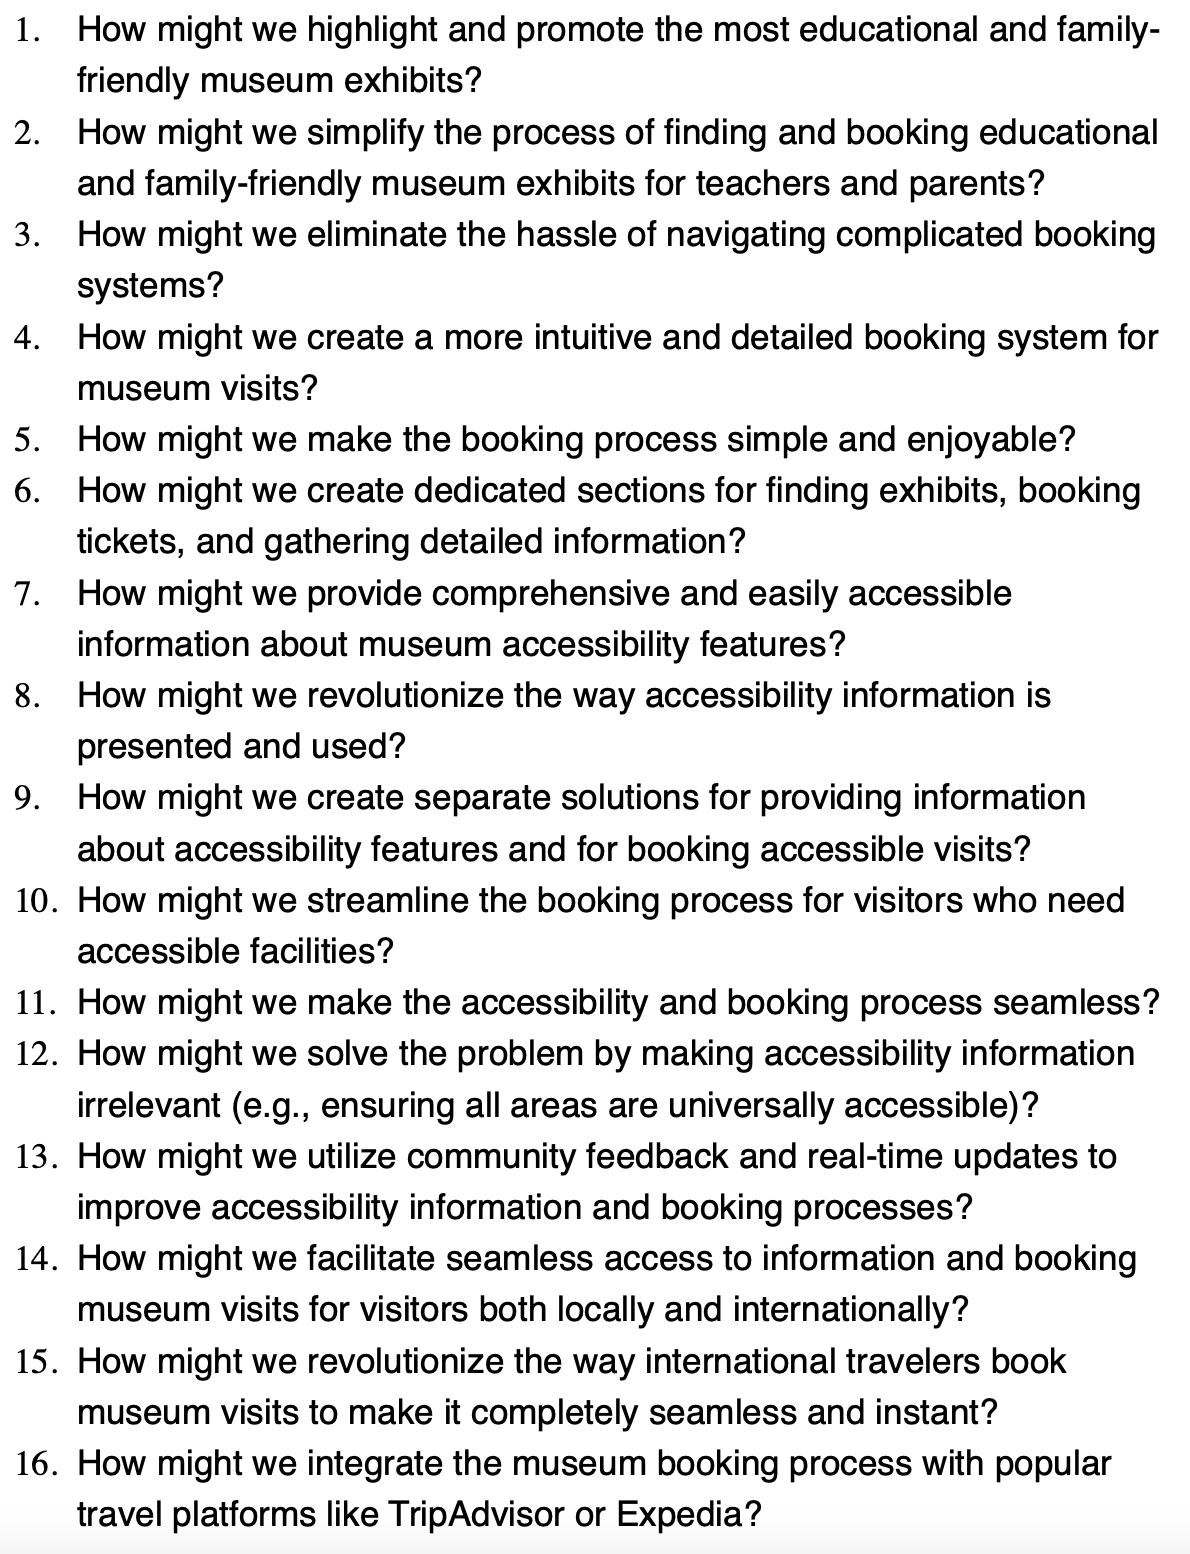 1. How might we highlight and promote the most educational and family-
friendly museum exhibits?
2. How might we simplify the process of finding and booking educational
and family-friendly museum exhibits for teachers and parents?
3. How might we eliminate the hassle of navigating complicated booking
systems?
4. How might we create a more intuitive and detailed booking system for
museum visits?
5. How might we make the booking process simple and enjoyable?
6. How might we create dedicated sections for finding exhibits, booking
tickets, and gathering detailed information?
7. How might we provide comprehensive and easily accessible
information about museum accessibility features?
8. How might we revolutionize the way accessibility information is
presented and used?
9. How might we create separate solutions for providing information
about accessibility features and for booking accessible visits?
10. How might we streamline the booking process for visitors who need
accessible facilities?
11. How might we make the accessibility and booking process seamless?
12. How might we solve the problem by making accessibility information
irrelevant (e.g., ensuring all areas are universally accessible)?
13. How might we utilize community feedback and real-time updates to
improve accessibility information and booking processes?
14. How might we facilitate seamless access to information and booking
museum visits for visitors both locally and internationally?
15. How might we revolutionize the way international travelers book
museum visits to make it completely seamless and instant?
16. How might we integrate the museum booking process with popular
travel platforms like TripAdvisor or Expedia?